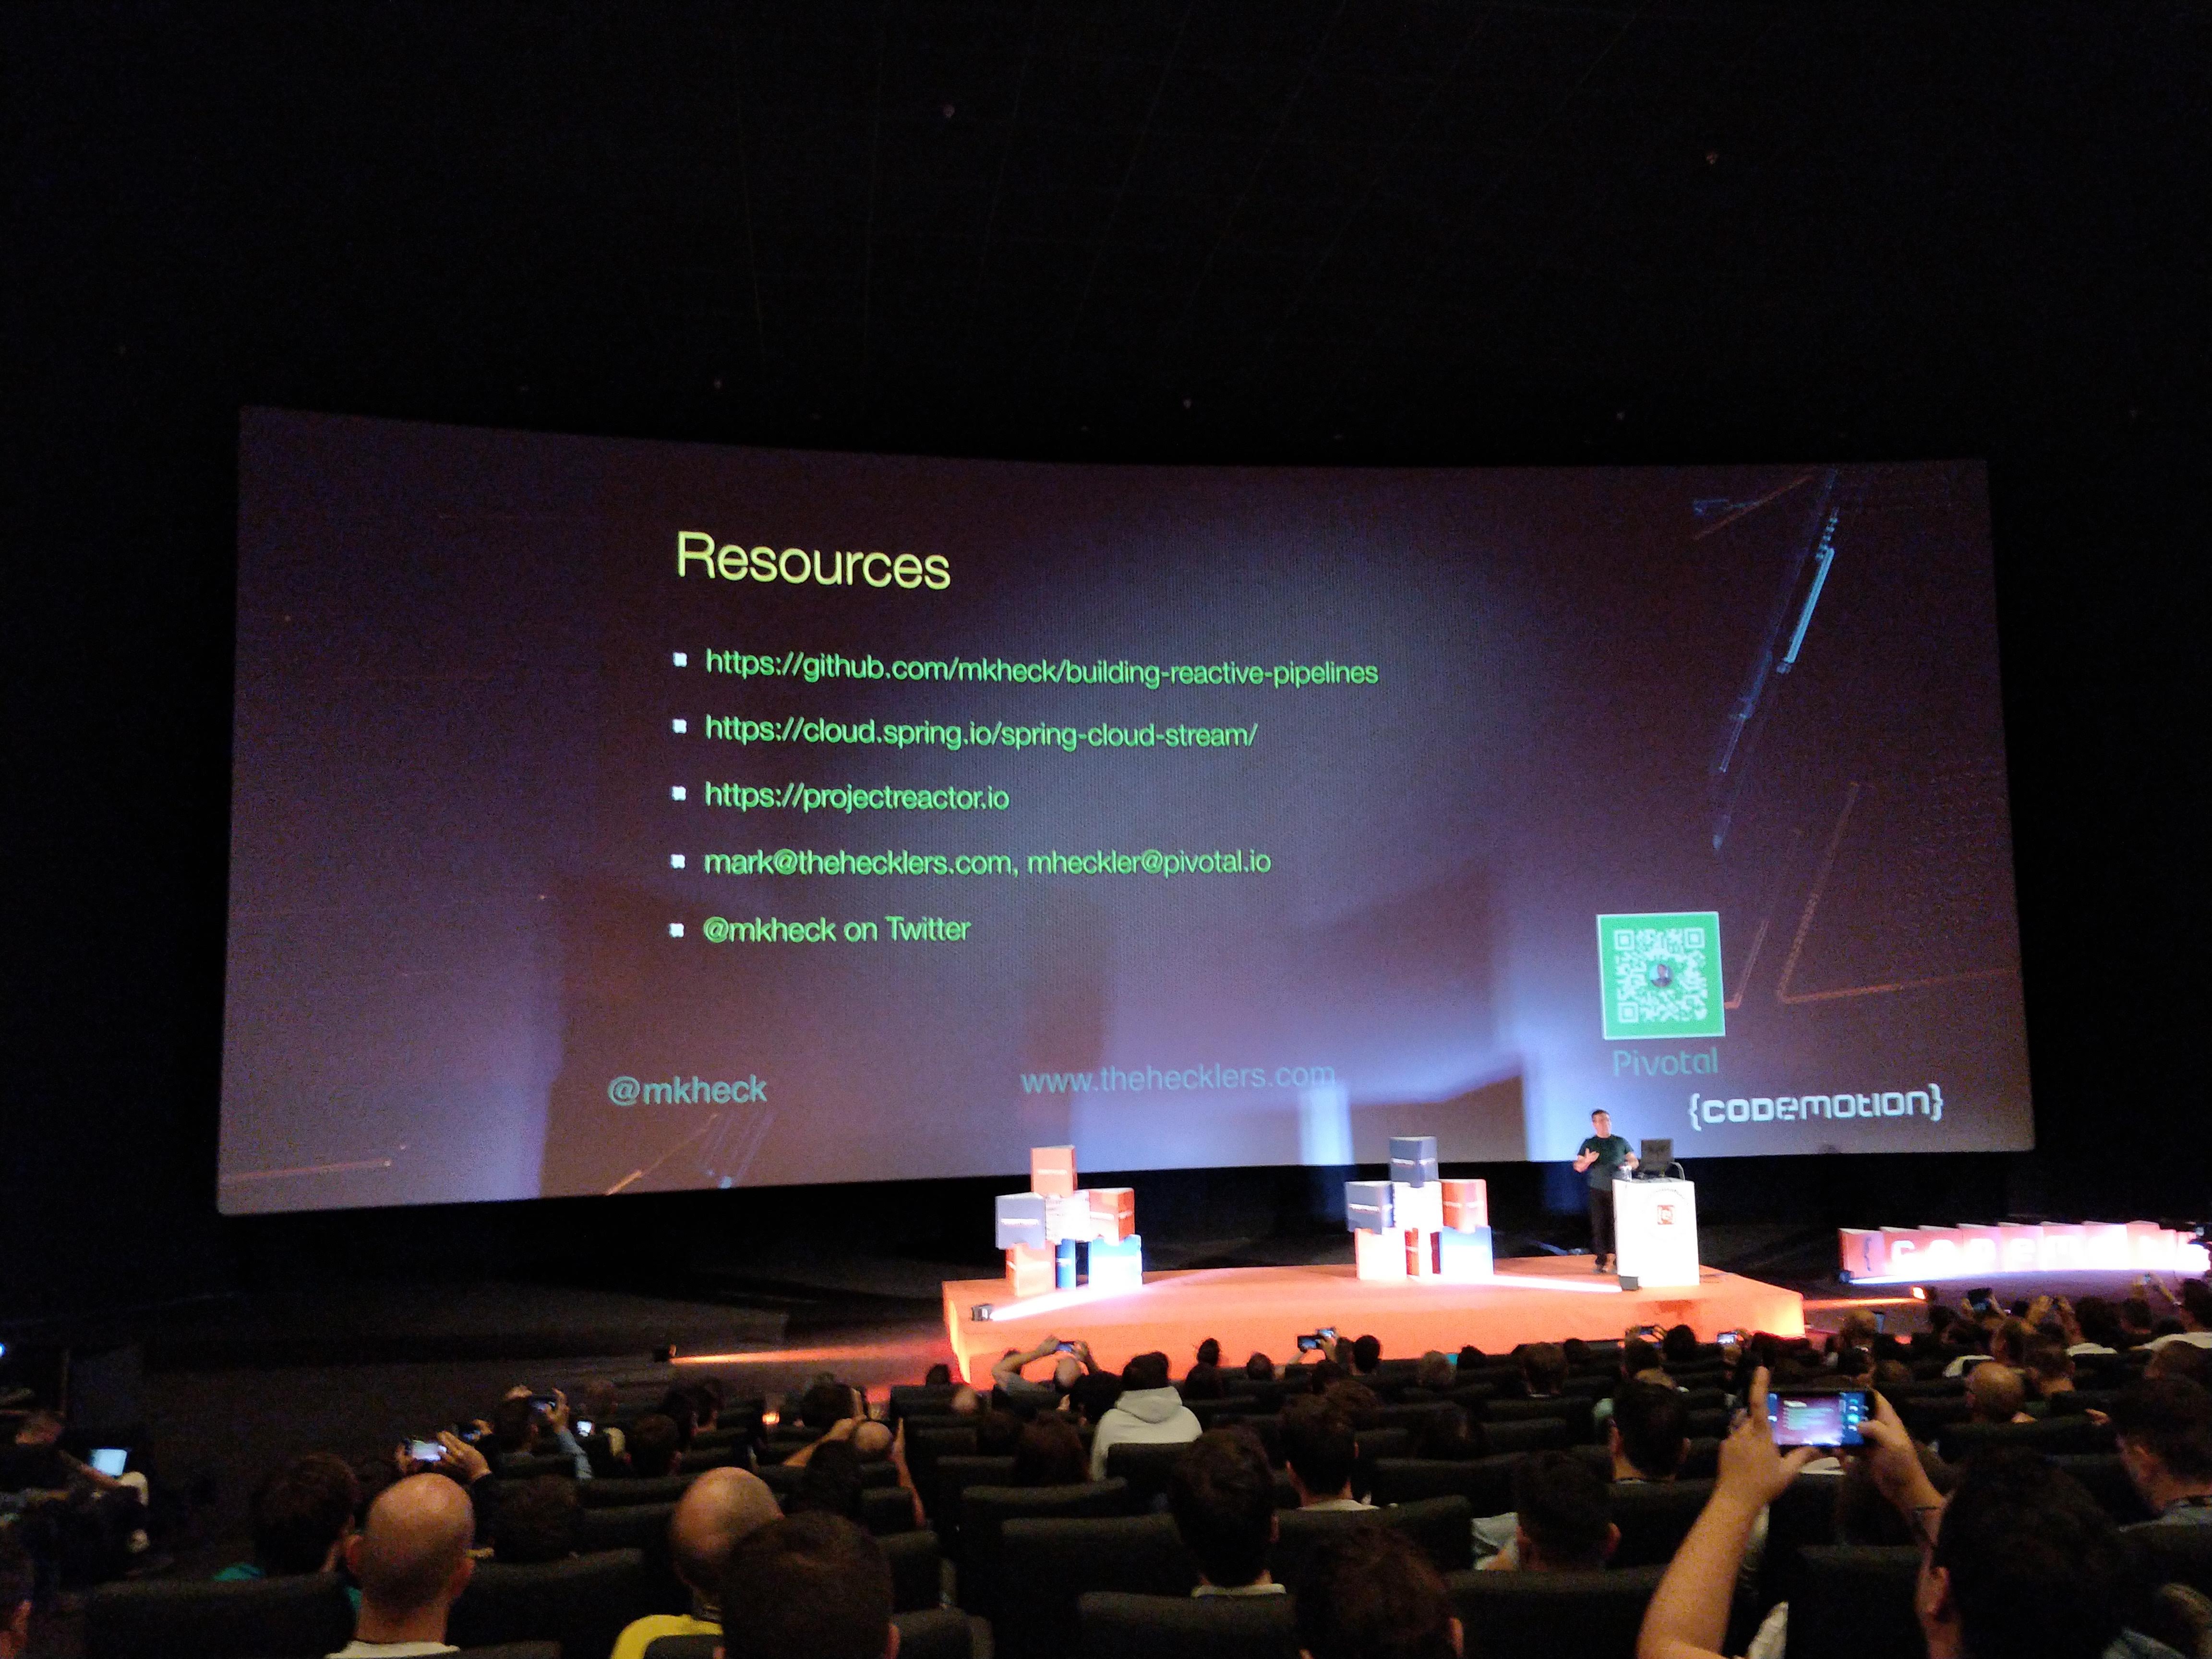 Resources
https://github.com/mkheck/building-reactive-pipelines
https://cloud.spring.io/spring-cloud-stream/
https://projectreactor.io
mark@thehecklers.com, mheckler@pivotal.io
@mkheck on Twitter
Pivotal
@mkheck
www.thehecklers.com
{CODEMOTION}